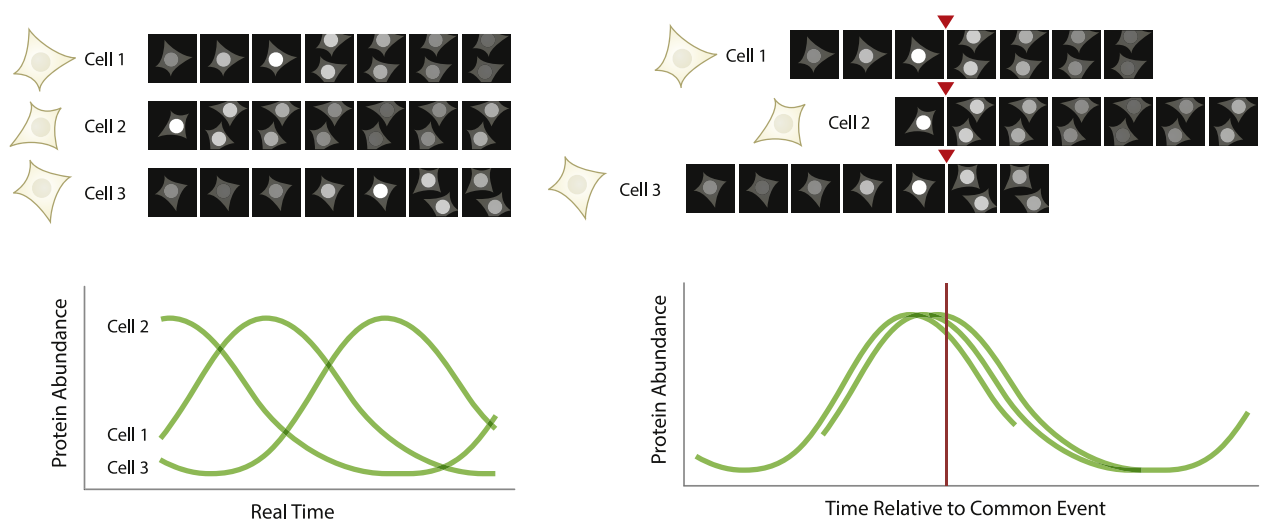 Cell 1
Cell 2
Cell 3
Cell 1
Cell 2
Cell 3
Protein Abundance
Cell 2
Cell 1
Cell 3
Real Time
Protein Abundance
Time Relative to Common Event